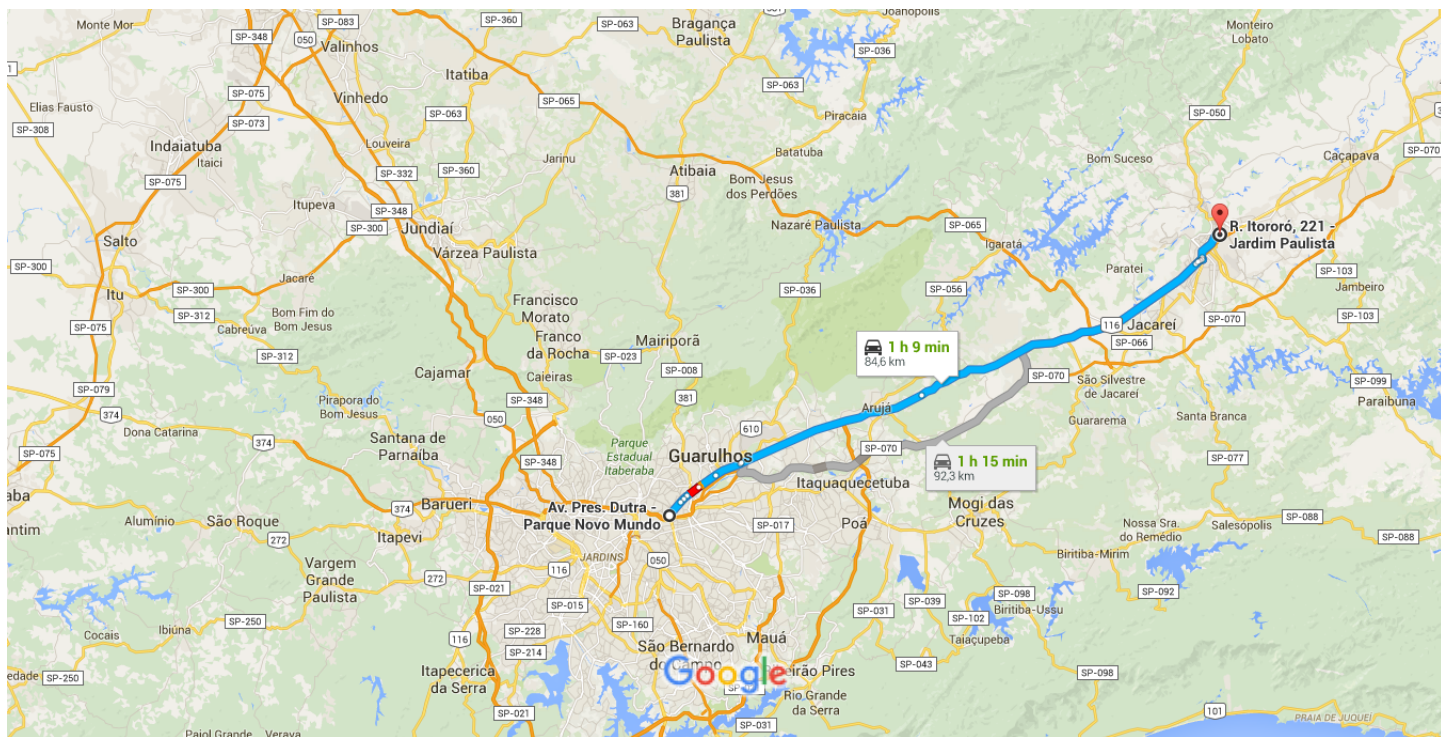 Monte Mor
SP-083
SP-360
SP-063
Bragança
Paulista
381
Joanópolis
SP-348
050
Valinhos
Itatiba
SP-036
Monteiro
Lobato
Elias Fausto
SP-075
Vinhedo
SP-063
SP-065
SP-063
SP-050
SP-308
SP-073
Piracaia
Indaiatuba
Itaici
Louveira
Jarinu
Batatuba
Bom Suceso
Caçapava
SP-070
SP-075
SP-332
SP-360
Atibaia
Bom Jesus
dos Perdões
Itupeva
SP-348
381
SP-300
Jundiaí
Nazaré Paulista
SP-065
R. Itororó, 221 -
Jardim Paulista
Salto
Várzea Paulista
Igaratá
SP-300
Itu
SP-300
Jacaré
Paratei
SP-103
Jambeiro
SP-312
Cabreúva
Bom Fim do
Bom Jesus
Francisco
Morato
SP-036
SP-056
SP-075
Franco
da Rocha
SP-023
Mairiporã
116
Jacareí
SP-070
SP-103
SP-312
1 h 9 min
84,6 km
SP-066
Cajamar
Caieiras
SP-008
SP-070
São Silvestre
de Jacareí
SP-099
SP-079
Pirapora do
Bom Jesus
SP-348
381
Arujá
Paraibuna
374
374
050
610
Guararema
Santa Branca
Dona Catarina
374
Santana de
Parnaíba
Parque
Estadual
Itaberaba
Guarulhos
SP-070
SP-075
SP-348
1 h 15 min
92,3 km
SP-077
Itaquaquecetuba
Barueri
374
Av. Pres. Dutra -
Parque Novo Mundo
Mogi das
Cruzes
Alumínio
São Roque
SP-017
Poá
Nossa Sra.
do Remédio
Salesópolis
SP-088
272
Itapevi
JARDINS
050
Biritiba-Mirim
SP-088
Vargem
Grande
Paulista
272
116
SP-021
SP-015
SP-039
SP-098
SP-092
SP-031
Biritiba-Ussu
Ibiúna
SP-250
SP-228
SP-160
SP-102
Cocais
116
SP-214
São Bernardo
do Campo
Mauá
Taiaçupeba
SP-043
SP-250
Itapecerica
da Serra
Google
SP-098
Rio Grande
da Serra
SP-021
SP-031
101
PRAIA DE JUQUEI
Verava